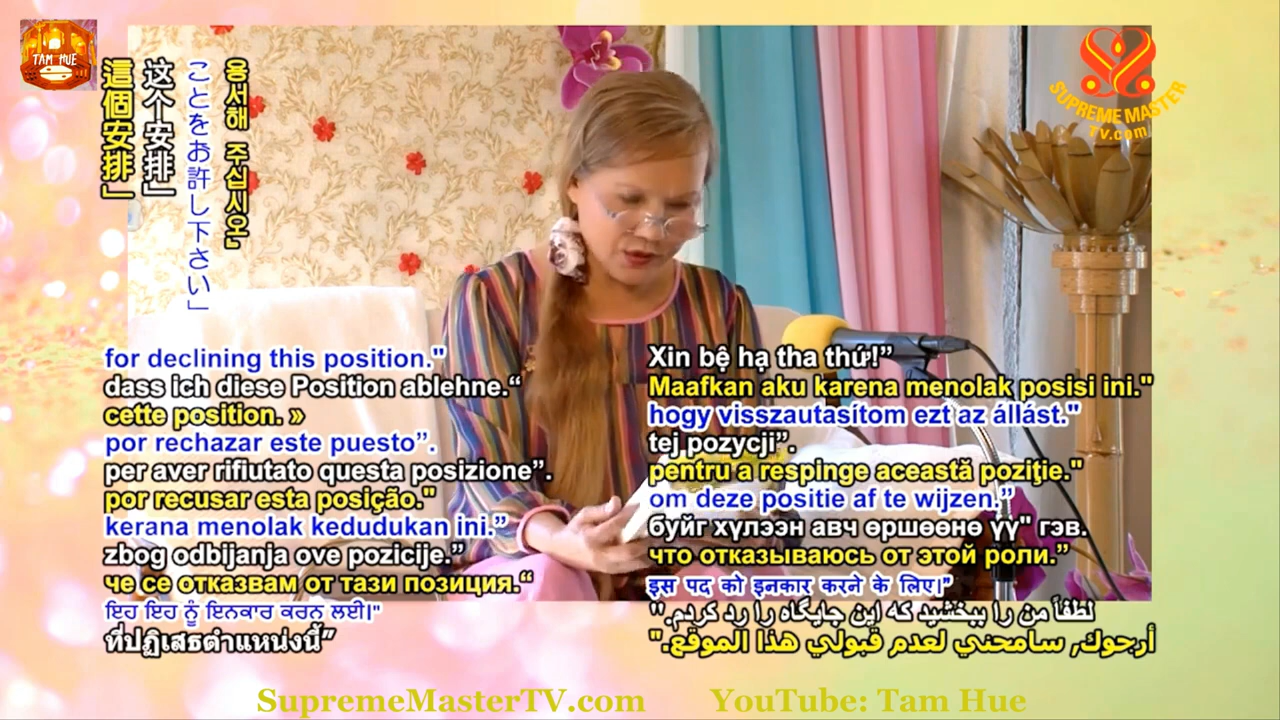 TAM HUE
SUPREME MASTER
TV.com
용서해 주십시오”
ことをお許し下さい」
这个安排」
這個安排」
for declining this position."
dass ich diese Position ablehne.“
cette position. »
por rechazar este puesto”.
per aver rifiutato questa posizione”.
por recusar esta posição."
kerana menolak kedudukan ini.”
zbog odbijanja ove pozicije.”
че се отказвам от тази позиция.“
ਇਹ ਇਹ ਨੂੰ ਇਨਕਾਰ ਕਰਨ ਲਈ।"
ที่ปฏิเสธตำแหน่งนี้”
Xin bệ hạ tha thứ!”
Maafkan aku karena menolak posisi ini."
hogy visszautasítom ezt az állást."
tej pozycji”.
pentru a respinge această poziţie."
om deze positie af te wijzen.”
буйг хүлээн авч өршөөнө үү" гэв.
что отказываюсь от этой роли.”
इस पद को इनकार करने के लिए।”
لطفاً من را ببخشید که این جایگاه را رد کردم."
أرجوك, سامحني لعدم قبولي هذا الموقع."
SupremeMasterTV.com YouTube: Tam Hue